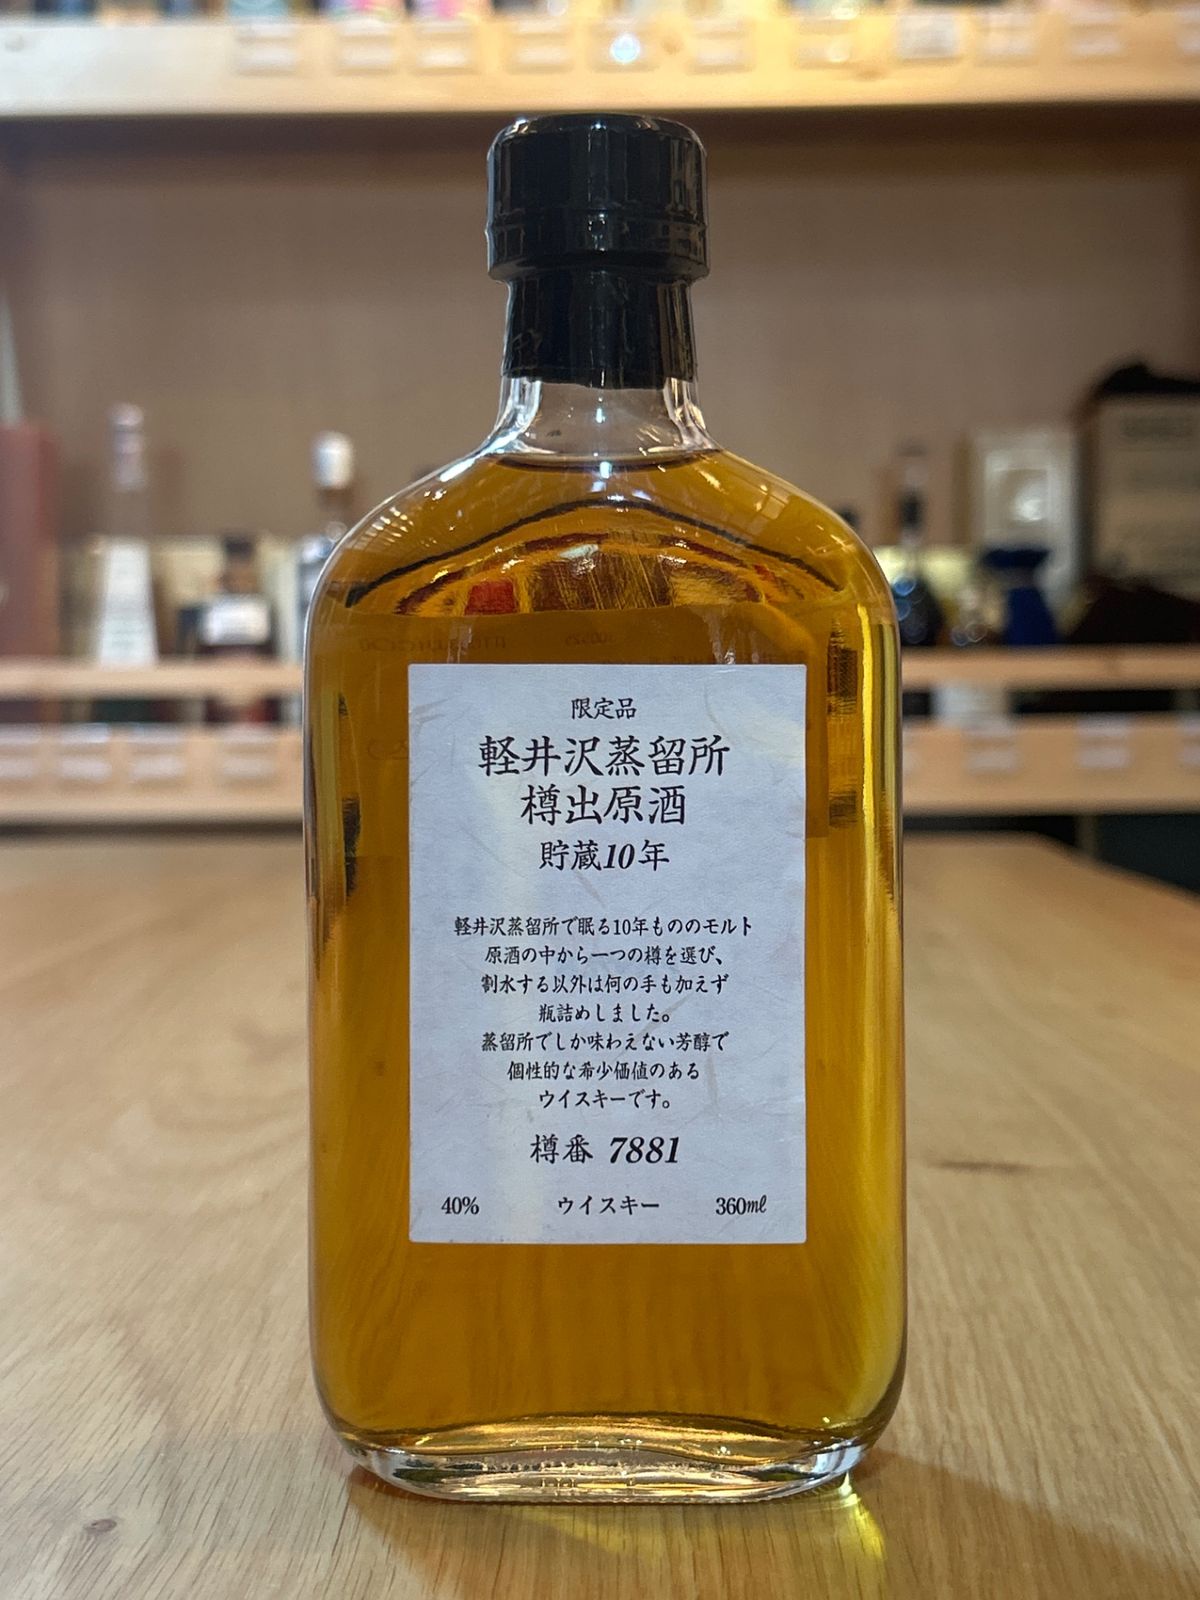 限定品
軽井沢蒸留所
樽出原酒
貯蔵10年
軽井沢蒸留所で眠る10年もののモルト
原酒の中から一つの樽を選び、
割水する以外は何の手も加えず
瓶詰めしました。
蒸留所でしか味わえない芳醇で
個性的な希少価値のある
ウイスキーです。
樽番 7881
40% ウイスキー 360mℓ